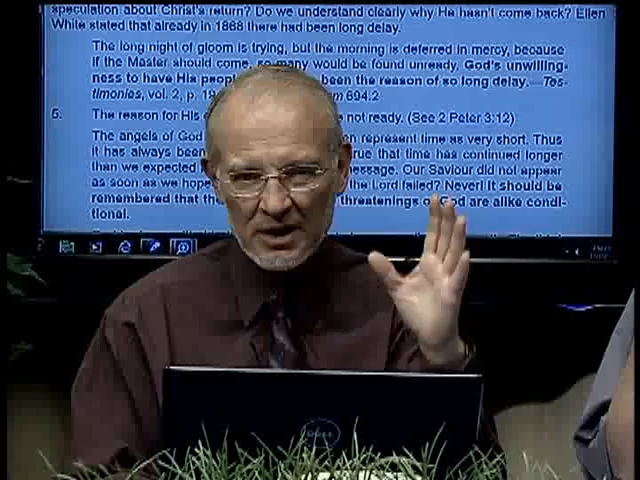 speculation about Christ's return? Do we understand clearly why He hasn't come back? Ellen
White stated that already in 1868 there had been long delay.
The long night of gloom is trying, but the morning is deferred in mercy, because
if the Master should come, so many would be found unready. God's unwilling-
ness to have His peop been the reason of so long delay.—Tes-
timonies, vol. 2, p. 694.2
5. The reason for His not ready. (See 2 Peter 3:12)
The angels of God represent time as very short. Thus
it has always been true that time has continued longer
than we expected message. Our Saviour did not appear
as soon as we hope the Lord failed? Never! It should be
remembered that the threatenings of God are alike condi-
tional.
DELL